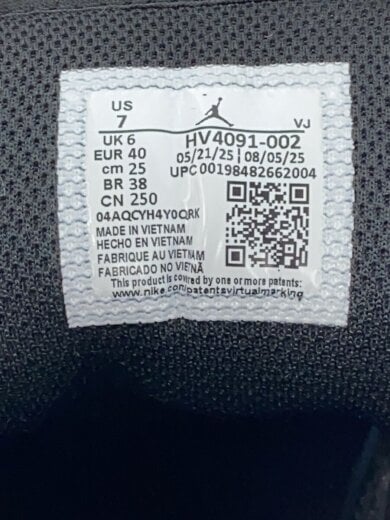 US
7
VJ
UK 6
EUR 40
cm 25
BR 38
CN 250
HV4091-002
05/21/25 | 08/05/25
UPC00198482662004
04AQCYH4Y0QRK
MADE IN VIETNAM
HECHO EN VIETNAM
FABRIQUE AU VIETNAM
FABRICADO NO VIETNÃ
This product is covered by one or more patents:
www.nike.com/patentsvirtualmarking